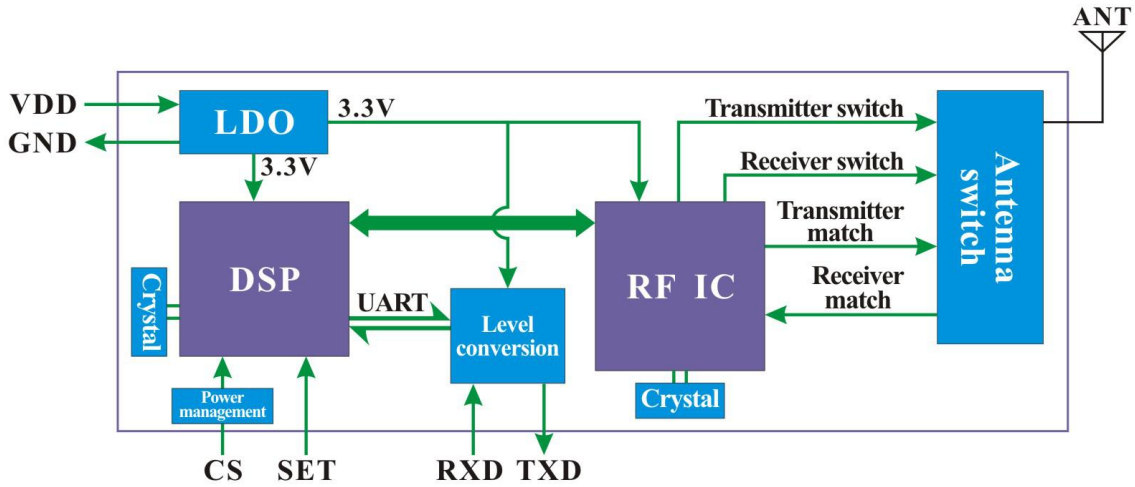 ANT
VDD
GND
LDO
3.3V
3.3V
Transmitter switch
Receiver switch
Transmitter
match
Receiver
match
Antenna
switch
DSP
RF IC
Crystal
UART
Level
conversion
Power
management
Crystal
CS
SET
RXD
TXD